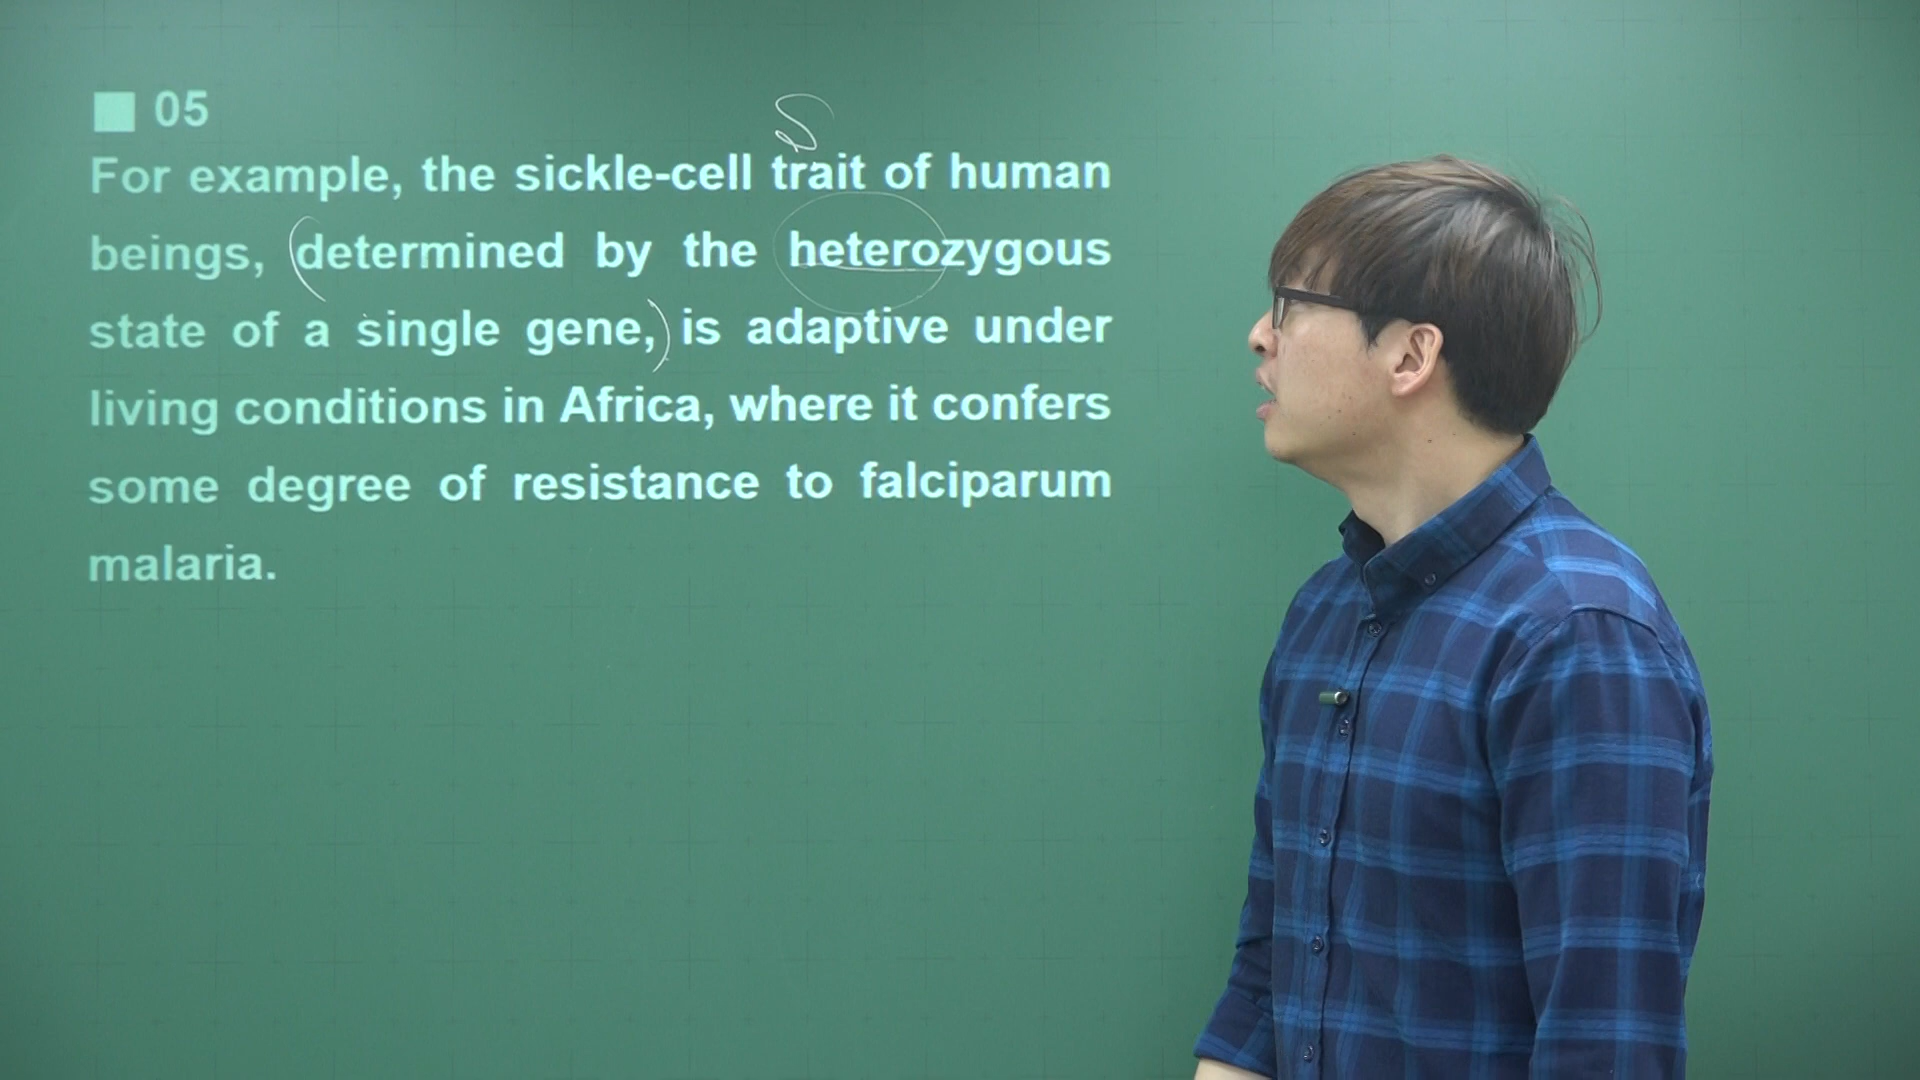 ■ 05
S
For example, the sickle-cell trait of human
beings, (determined by the heterozygous
state of a single gene,) is adaptive under
living conditions in Africa, where it confers
some degree of resistance to falciparum
malaria.